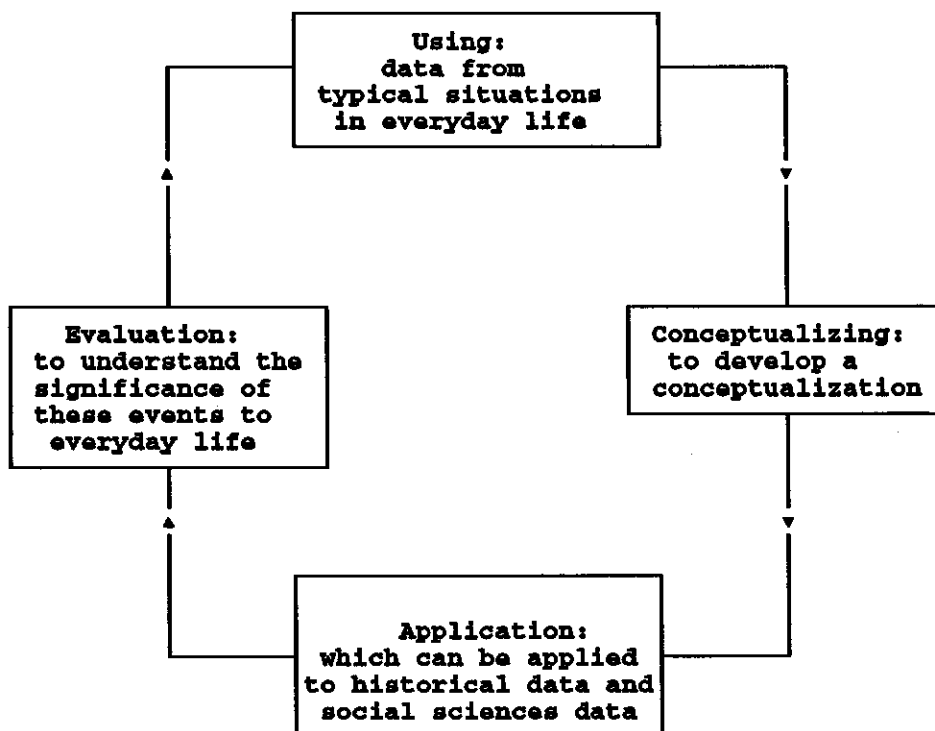 Using:
data from
typical situations
in everyday life
Conceptualizing:
to develop a
conceptualization
Application:
which can be applied
to historical data and
social sciences data
Evaluation:
to understand the
significance of
these events to
everyday life